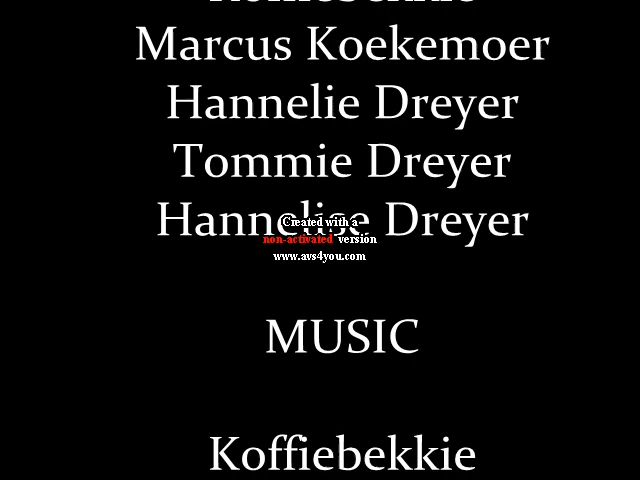 Marcus Koekemoer
Hannelie Dreyer
Tommie Dreyer
Hannelise Dreyer
Created with a
non-activated version
www.avs4you.com
MUSIC
Koffiebekkie